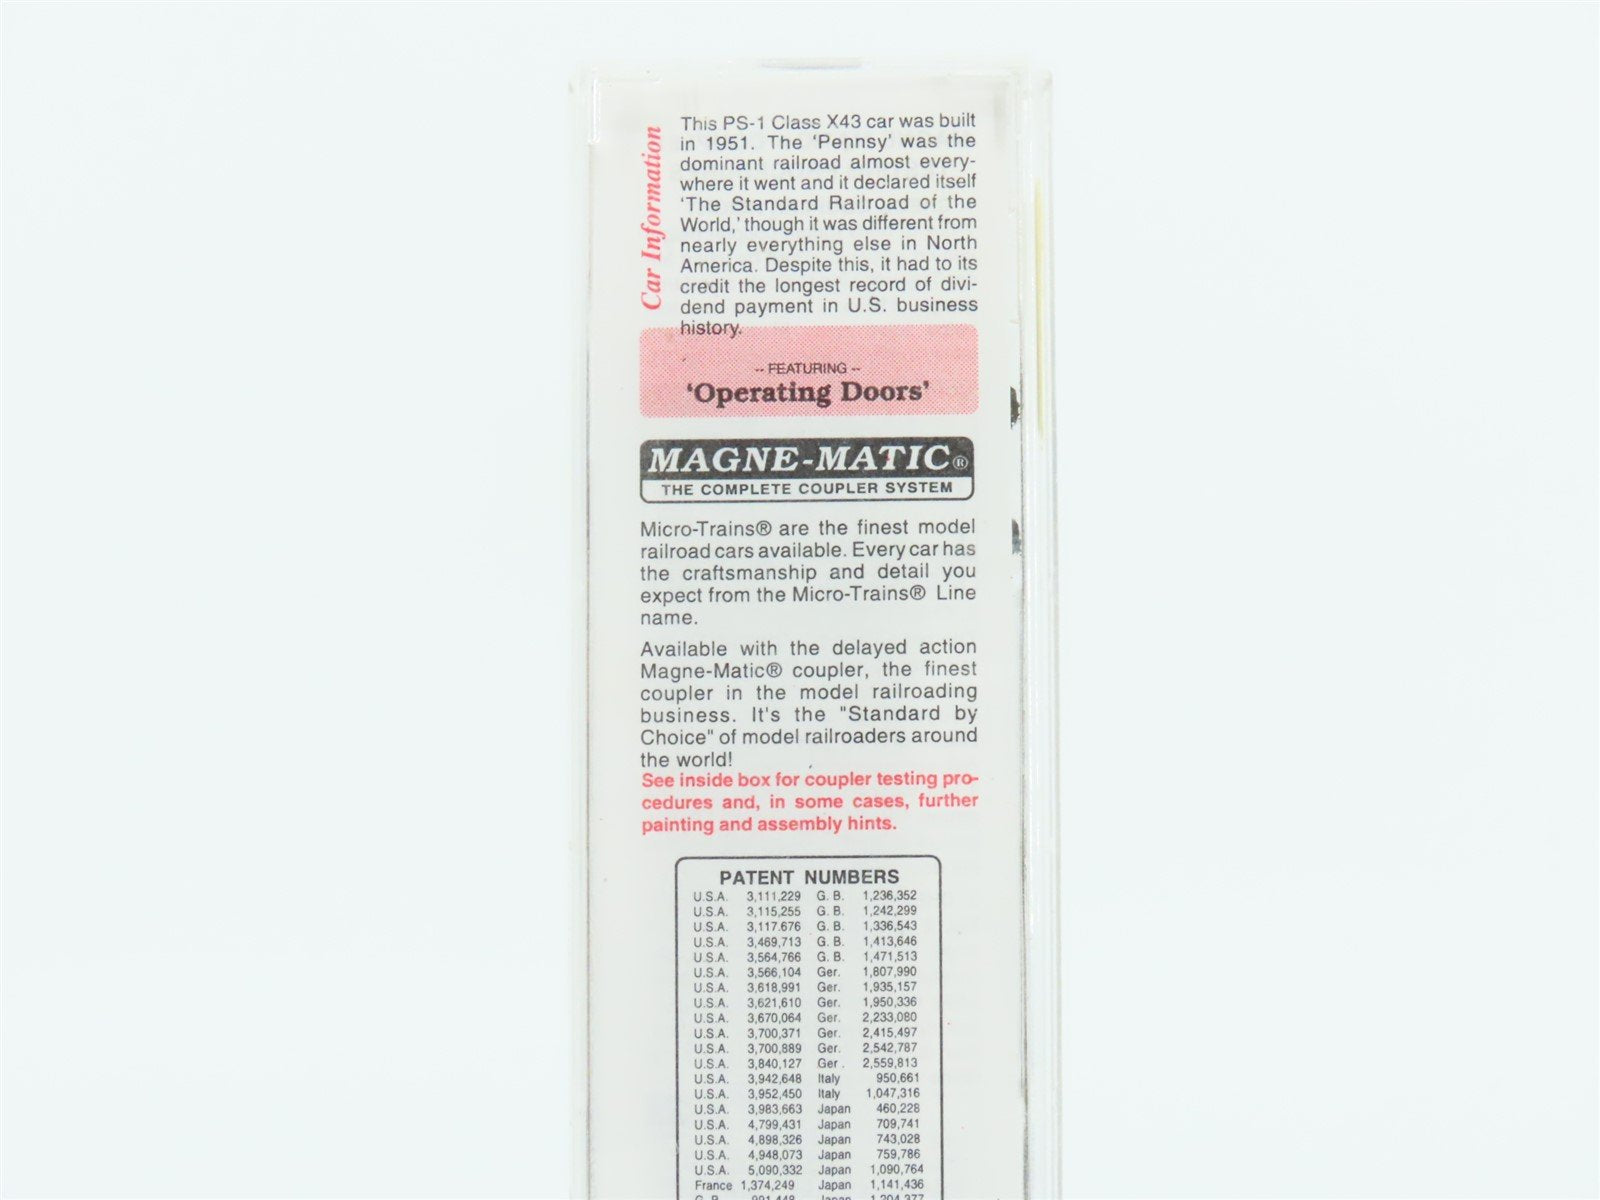 Car Information
This PS-1 Class X43 car was built
in 1951. The 'Pennsy' was the
dominant railroad almost every-
where it went and it declared itself
'The Standard Railroad of the
World,' though it was different from
nearly everything else in North
America. Despite this, it had to its
credit the longest record of divi-
dend payment in U.S. business
history.
-- FEATURING --
'Operating Doors'
MAGNE-MATIC®
THE COMPLETE COUPLER SYSTEM
Micro-Trains® are the finest model
railroad cars available. Every car has
the craftsmanship and detail you
expect from the Micro-Trains® Line
name.
Available with the delayed action
Magne-Matic® coupler, the finest
coupler in the model railroading
business. It's the "Standard by
Choice" of model railroaders around
the world!
See inside box for coupler testing pro-
cedures and, in some cases, further
painting and assembly hints.
PATENT NUMBERS
U.S.A. 3,111,229 G. B. 1,236,352
U.S.A. 3,115,255 G. B. 1,242,299
U.S.A. 3,117.676 G. B. 1,336,543
U.S.A. 3,469,713 G. B. 1,413,646
U.S.A. 3,564,766 G. B. 1,471,513
U.S.A. 3,566,104 Ger. 1,807,990
U.S.A. 3,618,991 Ger. 1,935,157
U.S.A. 3,621,610 Ger. 1,950,336
U.S.A. 3,670,064 Ger. 2,233,080
U.S.A. 3,700,371 Ger. 2,415,497
U.S.A. 3,700,889 Ger. 2,542,787
U.S.A. 3,840,127 Ger . 2,559,813
U.S.A. 3,942,648 Italy 950,661
U.S.A. 3,952,450 Italy 1,047,316
U.S.A. 3,983,663 Japan 460,228
U.S.A. 4,799,431 Japan 709,741
U.S.A. 4,898,326 Japan 743,028
U.S.A. 4,948,073 Japan 759,786
U.S.A. 5,090,332 Japan 1,090,764
France 1,374,249 Japan 1,141,436
G. B. 991,448 Japan 1,204,377